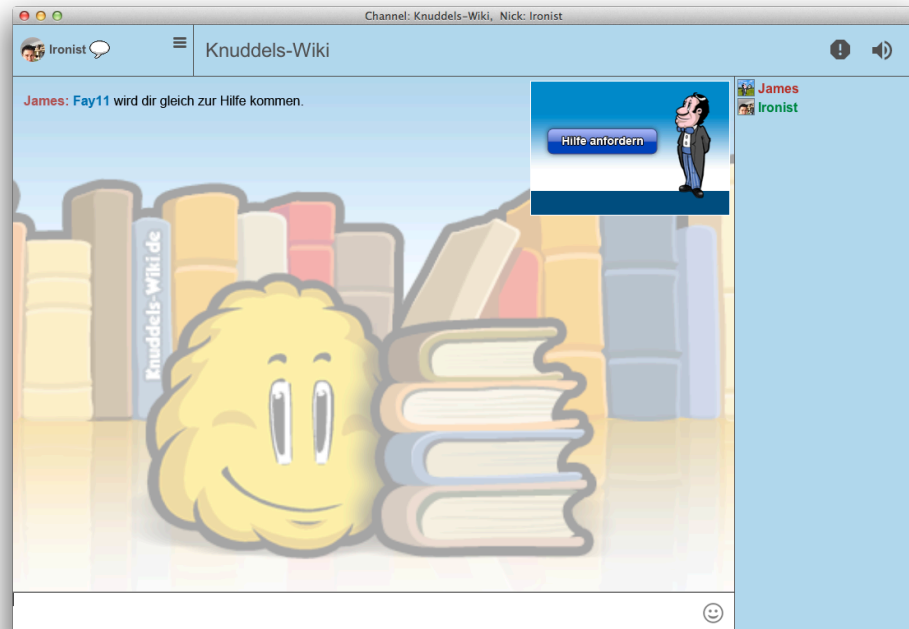 Channel: Knuddels-Wiki, Nick: Ironist
Ironist
Knuddels-Wiki
James: Fay11 wird dir gleich zur Hilfe kommen.
Hilfe anfordern
James
Ironist
Knuddels-Wiki de